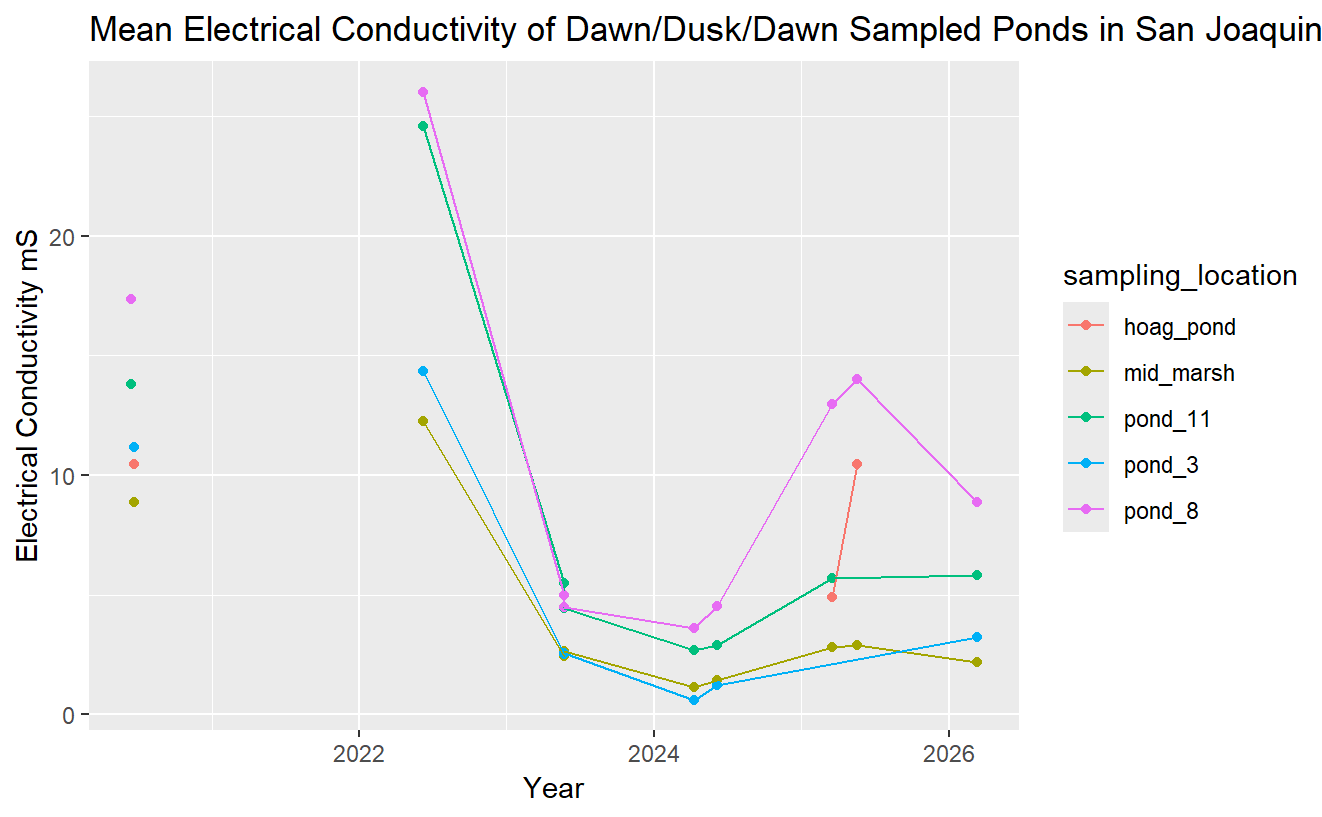 Mean Electrical Conductivity of Dawn/Dusk/Dawn Sampled Ponds in San Joaquin
Electrical Conductivity mS
20
10
0
2022
2024
2026
Year
sampling_location
hoag_pond
mid_marsh
pond_11
pond_3
pond_8